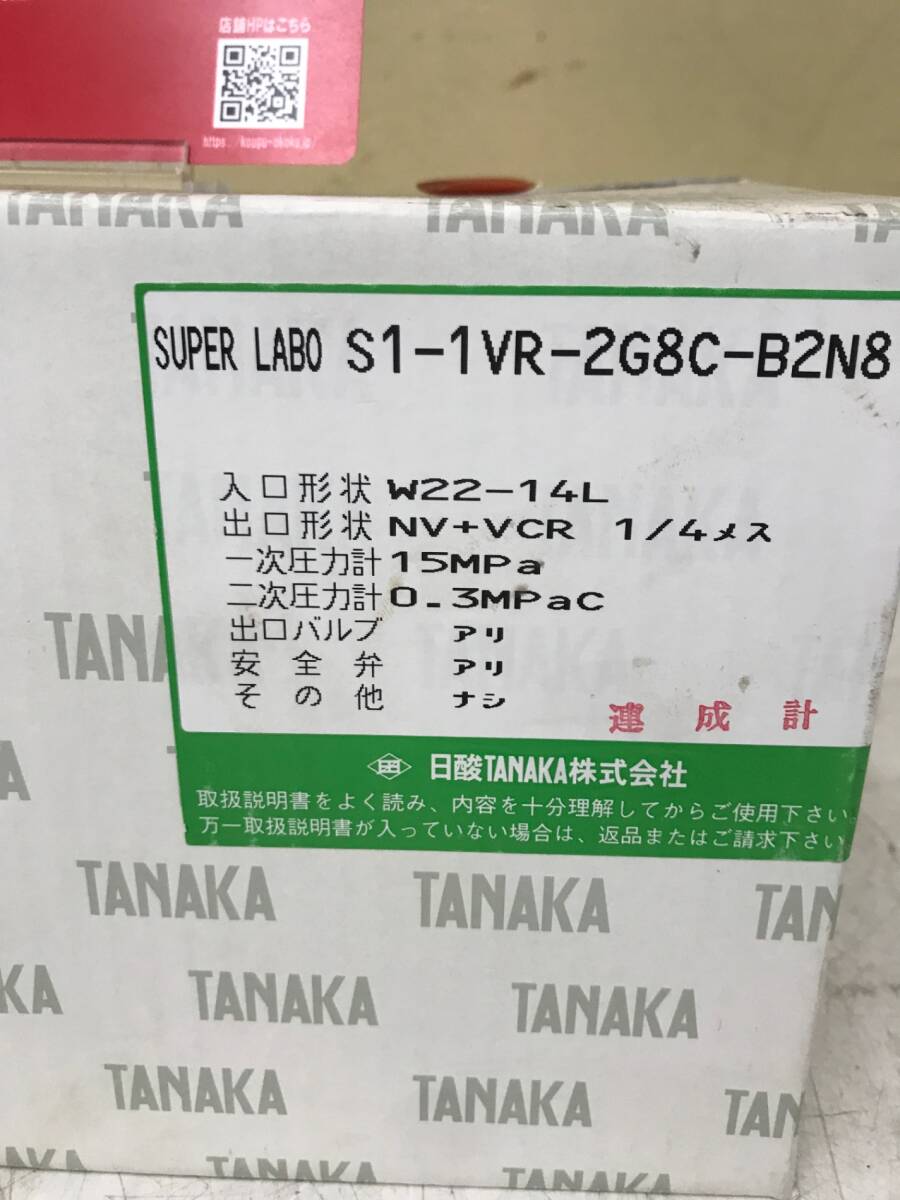 店舗HPはこちら
TANAKA TANAKA
SUPER LABO S1-1VR-2G8C-B2N8
入口形状 W22-14L
出口形状 NV+VCR 1/4メス
一次圧力計 15MPa
二次圧力計 0.3MPaC
出口バルブ アリ
安全弁 アリ
その他 ナシ
連成計
日酸TANAKA株式会社
取扱説明書をよく読み、内容を十分理解してからご使用下さい
万一取扱説明書が入っていない場合は、返品またはご請求下さい
TANAKA TANAKA TAN
KA TANAKA TANAKA
TANAKA TANAKA TAN
TANAKA TANAKA